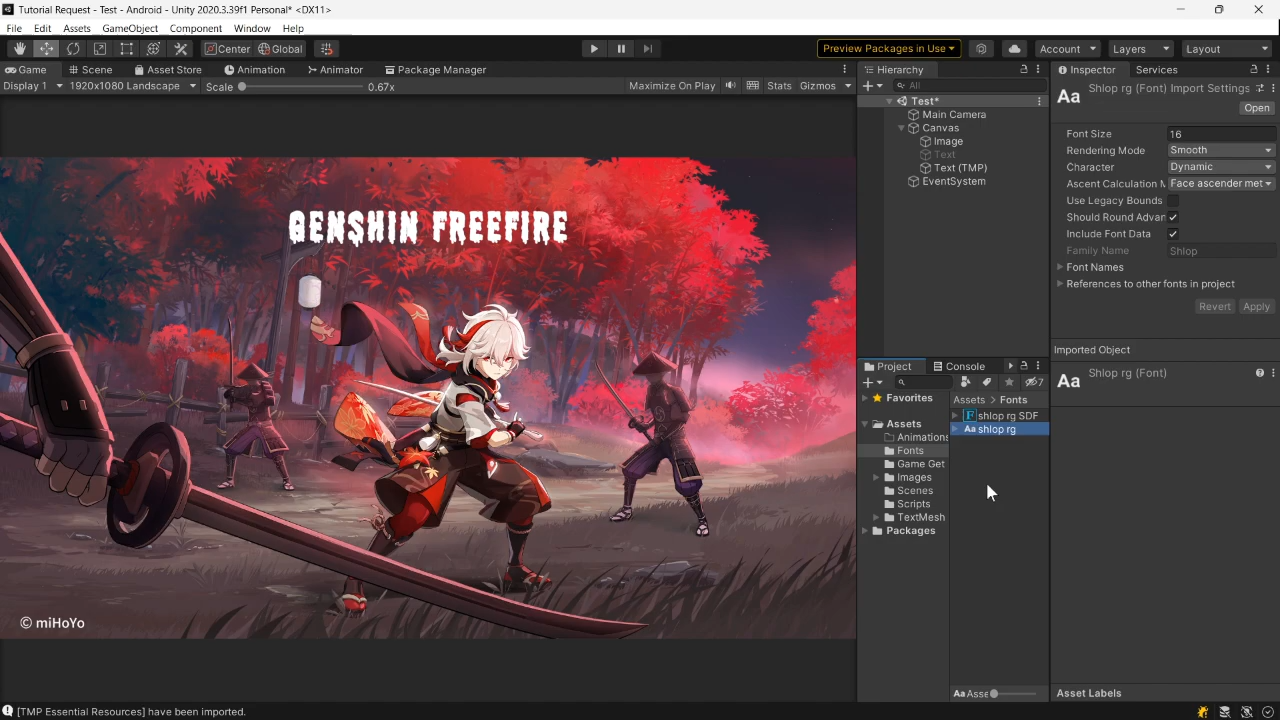 Tutorial Request - Test - Android - Unity 2020.3.39f1 Personal* <DX11>
File Edit Assets GameObject Component Window Help
Center Global Preview Packages in Use Account Layers Layout
Game Scene Asset Store Animation Animator Package Manager
Display 1 1920x1080 Landscape Scale 0.67x Maximize On Play Stats Gizmos
GENSHIN FREEFIRE
© miHoYo
Hierarchy
All
Test*
Main Camera
Canvas
Image
Text
Text (TMP)
EventSystem
Project Console
7
Favorites
Assets
Animations
Fonts
Game Get
Images
Scenes
Scripts
TextMesh
Packages
Assets > Fonts
F shlop rg SDF
Aa shlop rg
Aa Asse
Inspector Services
Aa Shlop rg (Font) Import Settings
Open
Font Size 16
Rendering Mode Smooth
Character Dynamic
Ascent Calculation M Face ascender met
Use Legacy Bounds
Should Round Advan
Include Font Data
Family Name Shlop
Font Names
References to other fonts in project
Revert Apply
Imported Object
Aa Shlop rg (Font)
Asset Labels
[TMP Essential Resources] have been imported.